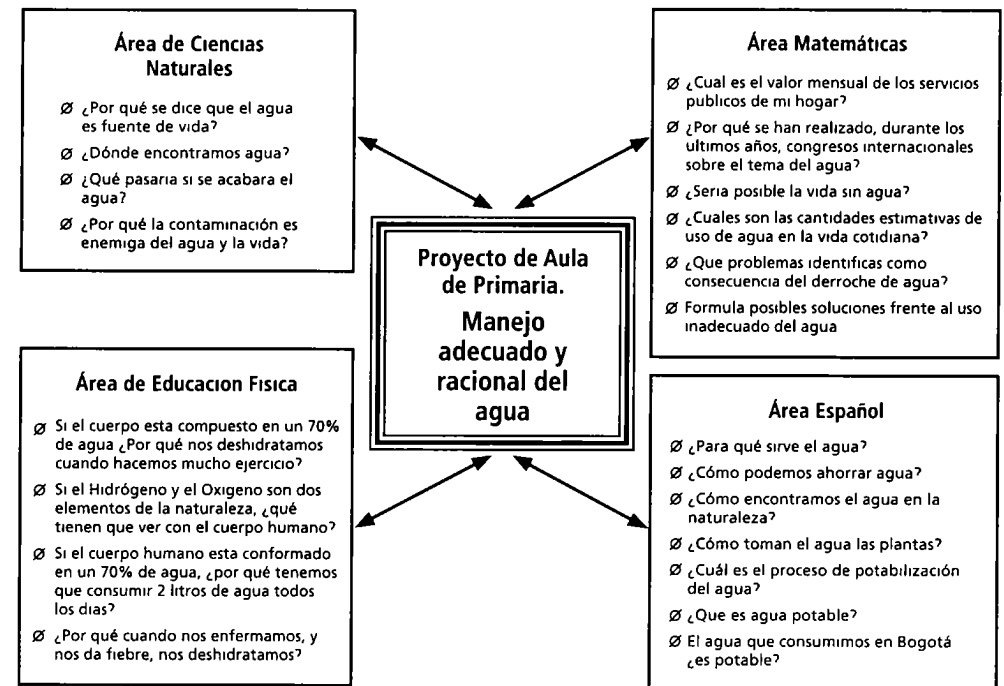 Área de Ciencias
Naturales
Ø ¿Por qué se dice que el agua
es fuente de vida?
Ø ¿Dónde encontramos agua?
Ø ¿Qué pasaria si se acabara el
agua?
Ø ¿Por qué la contaminación es
enemiga del agua y la vida?
Área Matemáticas
Ø ¿Cual es el valor mensual de los servicios
publicos de mi hogar?
Ø ¿Por qué se han realizado, durante los
ultimos años, congresos internacionales
sobre el tema del agua?
Ø ¿Seria posible la vida sin agua?
Ø ¿Cuales son las cantidades estimativas de
uso de agua en la vida cotidiana?
Ø ¿Que problemas identificas como
consecuencia del derroche de agua?
Ø Formula posibles soluciones frente al uso
inadecuado del agua
Proyecto de Aula
de Primaria.
Manejo
adecuado y
racional del
agua
Área de Educacion Fisica
Ø Si el cuerpo esta compuesto en un 70%
de agua ¿Por qué nos deshidratamos
cuando hacemos mucho ejercicio?
Ø Si el Hidrógeno y el Oxigeno son dos
elementos de la naturaleza, ¿qué
tienen que ver con el cuerpo humano?
Ø Si el cuerpo humano esta conformado
en un 70% de agua, ¿por qué tenemos
que consumir 2 litros de agua todos
los dias?
Ø ¿Por qué cuando nos enfermamos, y
nos da fiebre, nos deshidratamos?
Área Español
Ø ¿Para qué sirve el agua?
Ø ¿Cómo podemos ahorrar agua?
Ø ¿Cómo encontramos el agua en la
naturaleza?
Ø ¿Cómo toman el agua las plantas?
Ø ¿Cuál es el proceso de potabilización
del agua?
Ø ¿Que es agua potable?
Ø El agua que consumimos en Bogotá
¿es potable?